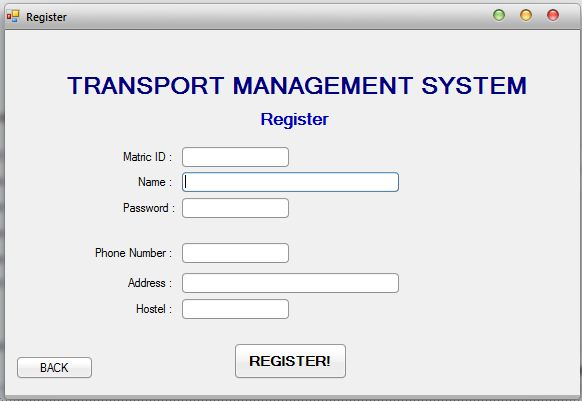 Register
TRANSPORT MANAGEMENT SYSTEM
Register
Matric ID :
Name :
Password :
Phone Number :
Address :
Hostel :
REGISTER!
BACK